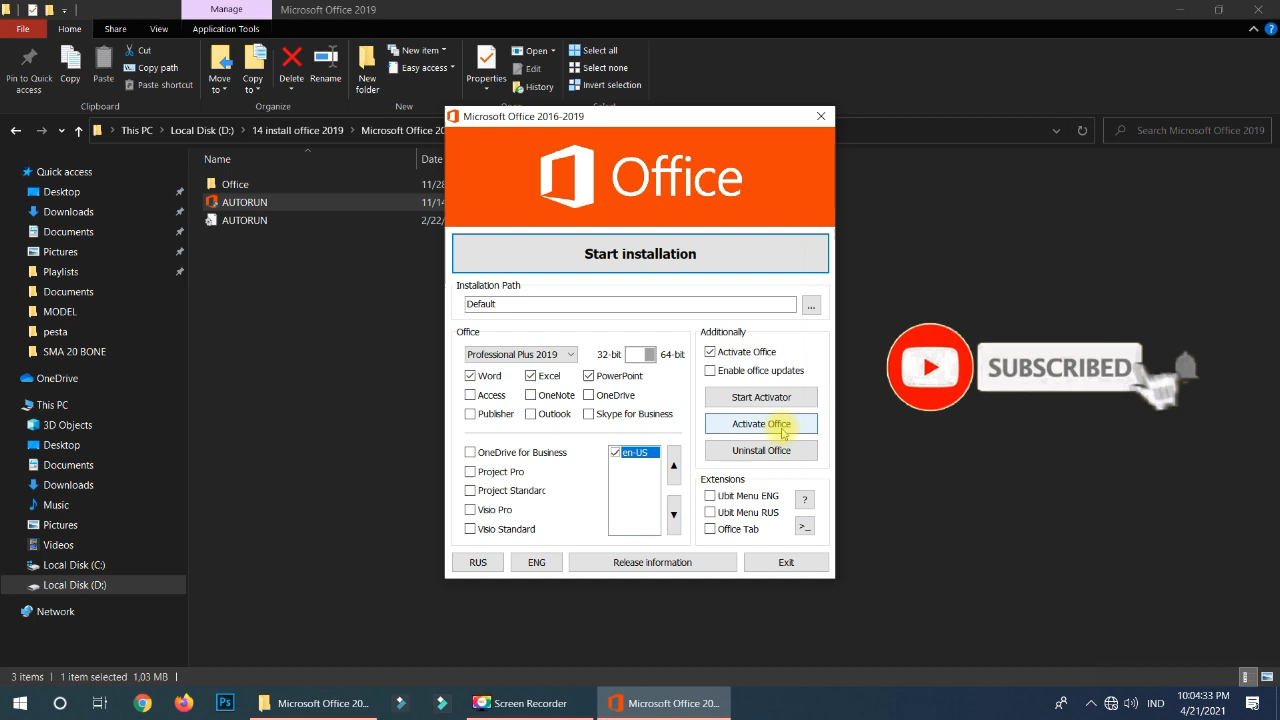 Manage
Microsoft Office 2019
File
Home
Share
View
Application Tools
Pin to Quick
access
Copy
Paste
Cut
Copy path
Paste shortcut
Clipboard
Move
to
Copy
to
Delete
Rename
Organize
New
folder
New item
Easy access
New
Properties
Open
Edit
History
Select all
Select none
Invert selection
This PC
Local Disk (D:)
14 install office 2019
Microsoft Office 20
Search Microsoft Office 2019
Quick access
Desktop
Downloads
Documents
Pictures
Playlists
Documents
MODEL
pesta
SMA 20 BONE
OneDrive
This PC
3D Objects
Desktop
Documents
Downloads
Music
Pictures
Videos
Local Disk (C:)
Local Disk (D:)
Network
Name
Date
Office
11/28
AUTORUN
11/14
AUTORUN
2/22/
Microsoft Office 2016-2019
Office
Start installation
Installation Path
Default
...
Office
Professional Plus 2019
32-bit
64-bit
Word
Excel
PowerPoint
Access
OneNote
OneDrive
Publisher
Outlook
Skype for Business
OneDrive for Business
Project Pro
Project Standard
Visio Pro
Visio Standard
en-US
▲
▼
Additionally
Activate Office
Enable office updates
Start Activator
Activate Office
Uninstall Office
Extensions
Ubit Menu ENG
?
Ubit Menu RUS
Office Tab
>_
RUS
ENG
Release information
Exit
SUBSCRIBED
3 items
1 item selected 1,03 MB
Ps
Microsoft Office 20...
Screen Recorder
Microsoft Office 20...
IND
10:04:33 PM
4/21/2021